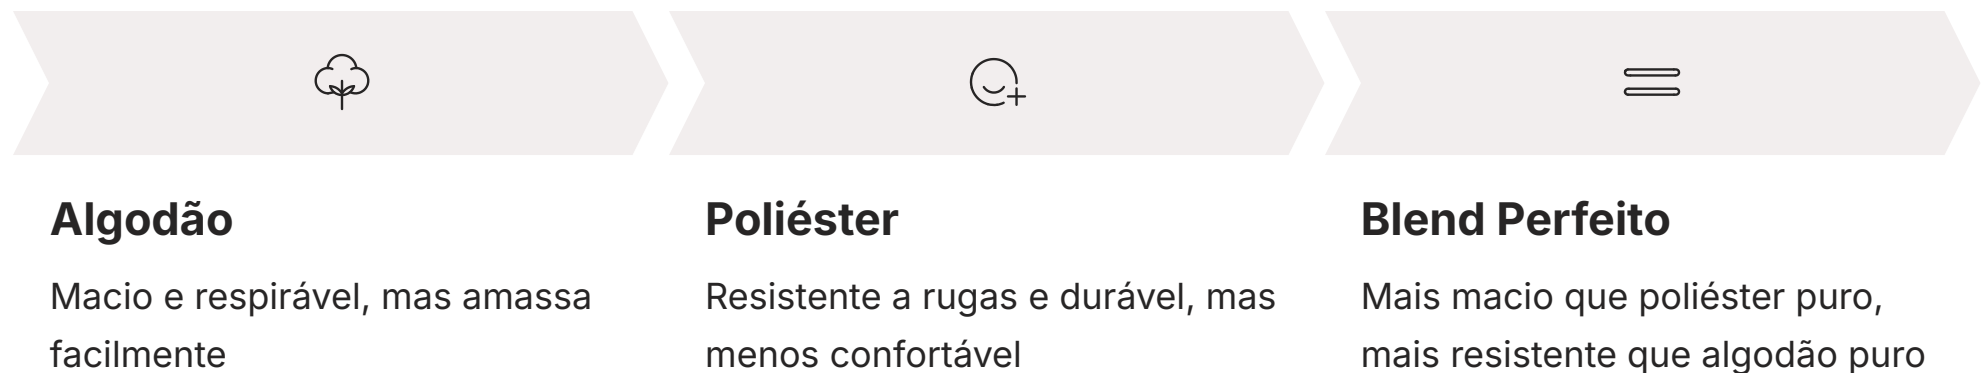 Algodão
Macio e respirável, mas amassa
facilmente
Poliéster
Resistente a rugas e durável, mas
menos confortável
Blend Perfeito
Mais macio que poliéster puro,
mais resistente que algodão puro